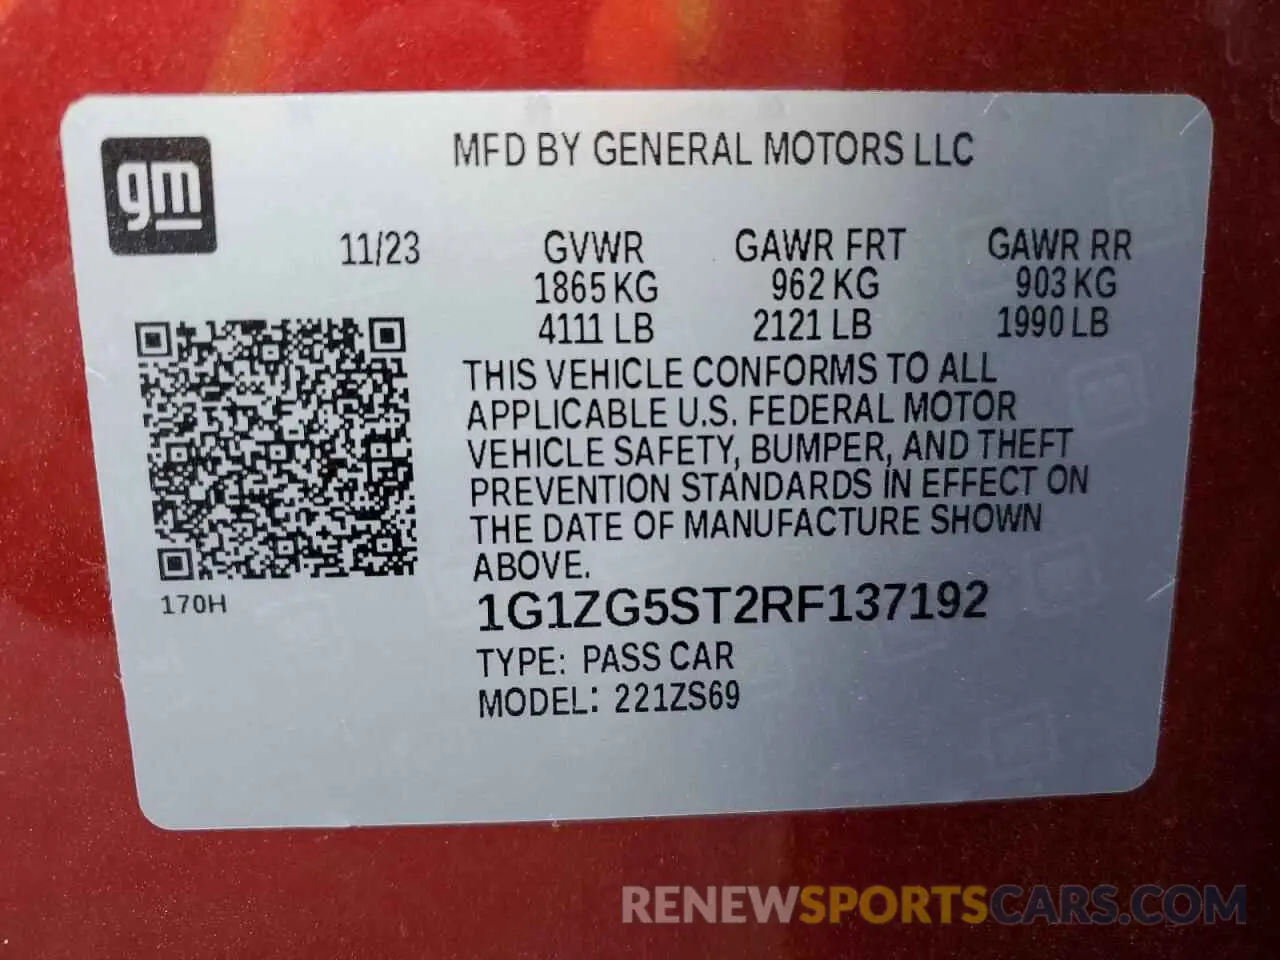 gm
MFD BY GENERAL MOTORS LLC
11/23 GVWR GAWR FRT GAWR RR
1865 KG 962 KG 903 KG
4111 LB 2121 LB 1990 LB
THIS VEHICLE CONFORMS TO ALL
APPLICABLE U.S. FEDERAL MOTOR
VEHICLE SAFETY, BUMPER, AND THEFT
PREVENTION STANDARDS IN EFFECT ON
THE DATE OF MANUFACTURE SHOWN
ABOVE.
170H
1G1ZG5ST2RF137192
TYPE: PASS CAR
MODEL: 221ZS69
RENEWSPORTSCARS.COM